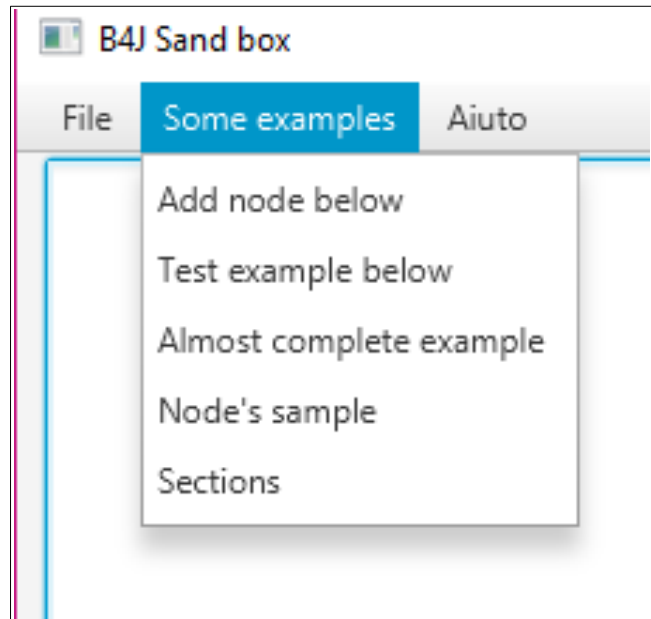 B4J Sand box
File Some examples Aiuto
Add node below
Test example below
Almost complete example
Node's sample
Sections